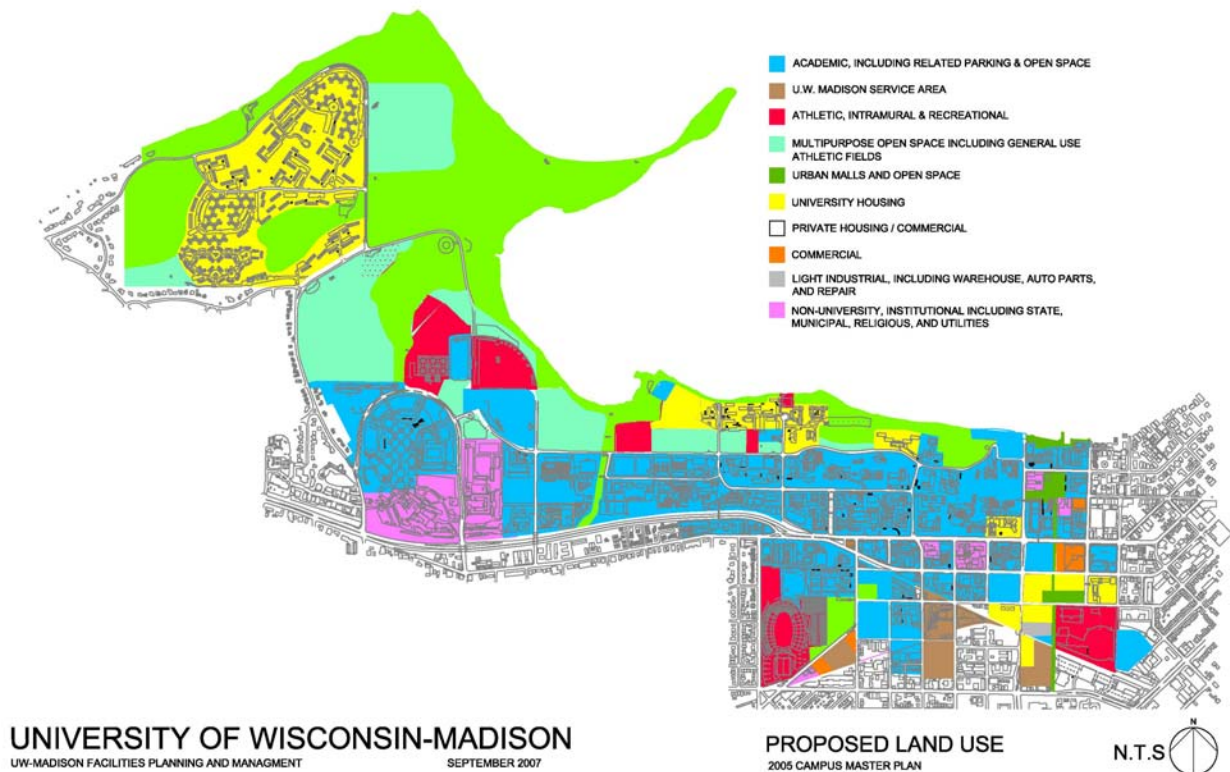 ACADEMIC, INCLUDING RELATED PARKING & OPEN SPACE
U.W. MADISON SERVICE AREA
ATHLETIC, INTRAMURAL & RECREATIONAL
MULTIPURPOSE OPEN SPACE INCLUDING GENERAL USE
ATHLETIC FIELDS
URBAN MALLS AND OPEN SPACE
UNIVERSITY HOUSING
PRIVATE HOUSING / COMMERCIAL
COMMERCIAL
LIGHT INDUSTRIAL, INCLUDING WAREHOUSE, AUTO PARTS,
AND REPAIR
NON-UNIVERSITY, INSTITUTIONAL INCLUDING STATE,
MUNICIPAL, RELIGIOUS, AND UTILITIES
UNIVERSITY OF WISCONSIN-MADISON
UW-MADISON FACILITIES PLANNING AND MANAGMENT
SEPTEMBER 2007
PROPOSED LAND USE
2005 CAMPUS MASTER PLAN
N.T.S
N